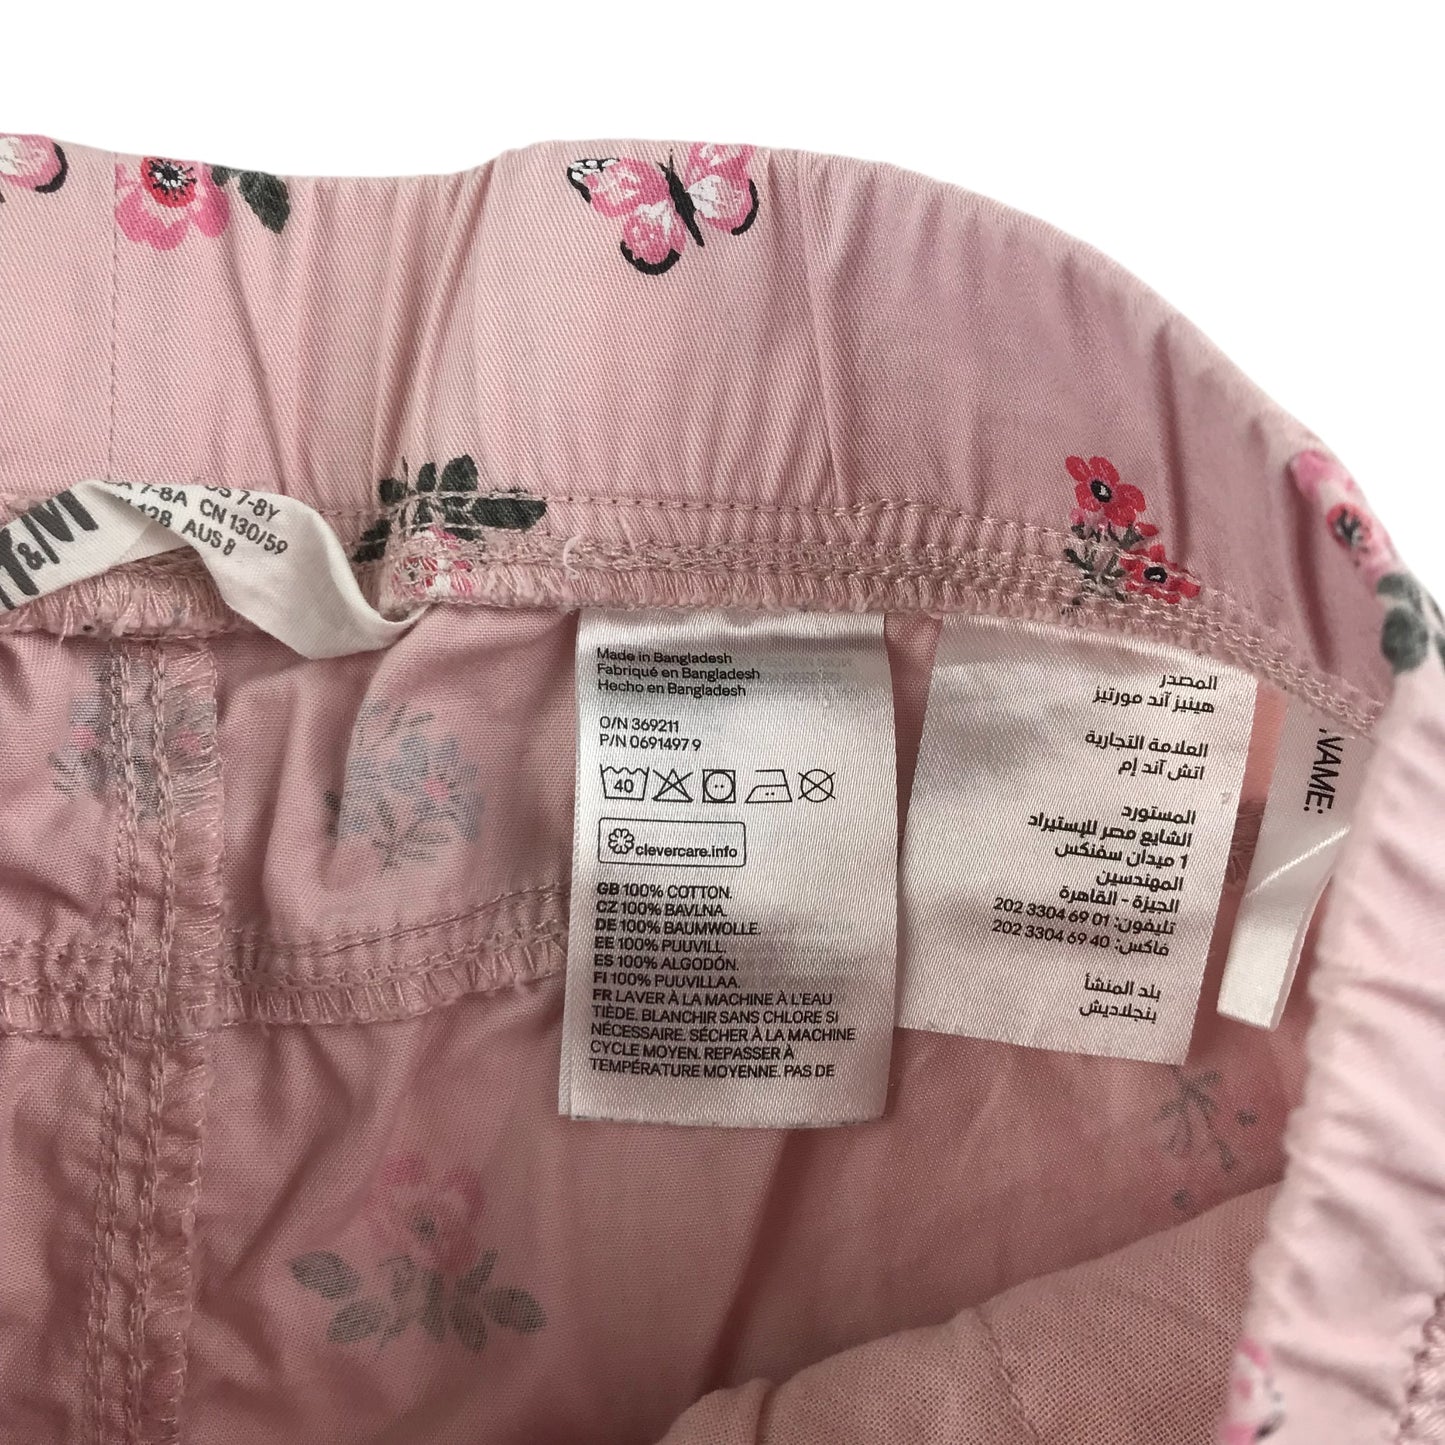 H&M
US 7-8Y
7-8A CN 130/59
128 AUS 8
Made in Bangladesh
Fabriqué en Bangladesh
Hecho en Bangladesh
O/N 369211
P/N 0691497 9
40
clevercare.info
GB 100% COTTON.
CZ 100% BAVLNA.
DE 100% BAUMWOLLE.
EE 100% PUUVILL.
ES 100% ALGODÓN.
FI 100% PUUVILLAA.
FR LAVER À LA MACHINE À L'EAU
TIÈDE. BLANCHIR SANS CHLORE SI
NÉCESSAIRE. SÉCHER À LA MACHINE
CYCLE MOYEN. REPASSER À
TEMPÉRATURE MOYENNE. PAS DE
المصدر
هينيز آند مورتيز
العلامة التجارية
اتش آند إم
المستورد
الشايع مصر للإستيراد
1 ميدان سفنكس
المهندسين
الجيزة - القاهرة
تليفون: 01 69 3304 202
فاكس: 40 69 3304 202
بلد المنشأ
بنجلاديش
NAME: